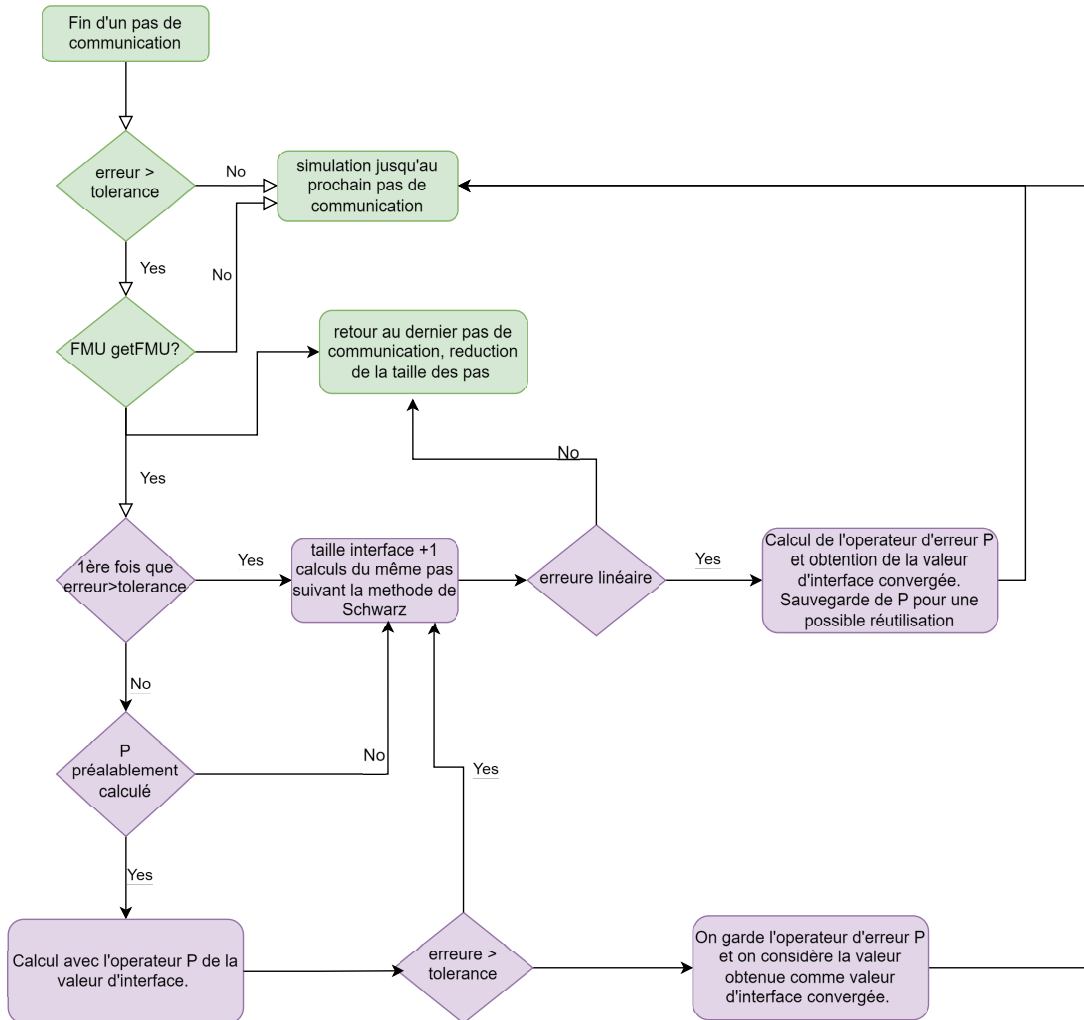 Fin d'un pas de
communication
erreur >
tolerance
No
simulation jusqu'au
prochain pas de
communication
Yes
No
FMU getFMU?
retour au dernier pas de
communication, reduction
de la taille des pas
No
Yes
1ère fois que
erreur>tolerance
Yes
taille interface +1
calculs du même pas
suivant la methode de
Schwarz
erreure linéaire
Yes
Calcul de l'operateur d'erreur P
et obtention de la valeur
d'interface convergée.
Sauvegarde de P pour une
possible réutilisation
No
P
préalablement
calculé
No
Yes
Yes
Calcul avec l'operateur P de la
valeur d'interface.
erreure >
tolerance
On garde l'operateur d'erreur P
et on considère la valeur
obtenue comme valeur
d'interface convergée.